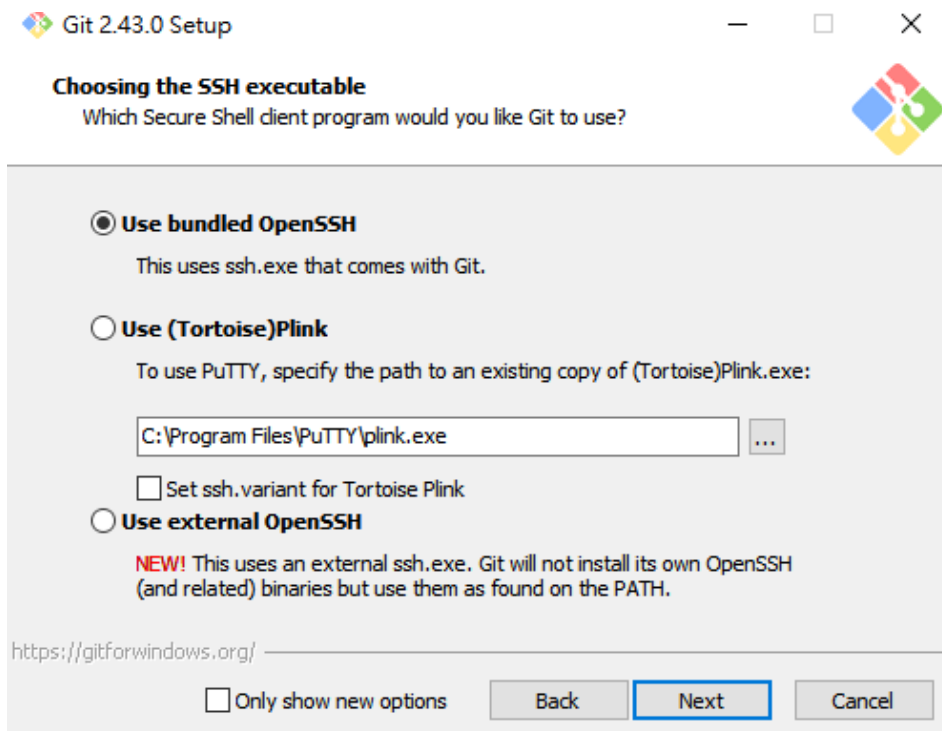 Git 2.43.0 Setup
Choosing the SSH executable
Which Secure Shell client program would you like Git to use?
Use bundled OpenSSH
This uses ssh.exe that comes with Git.
Use (Tortoise)Plink
To use PuTTY, specify the path to an existing copy of (Tortoise)Plink.exe:
C:\Program Files\PuTTY\plink.exe
...
Set ssh.variant for Tortoise Plink
Use external OpenSSH
NEW! This uses an external ssh.exe. Git will not install its own OpenSSH
(and related) binaries but use them as found on the PATH.
https://gitforwindows.org/
Only show new options
Back
Next
Cancel